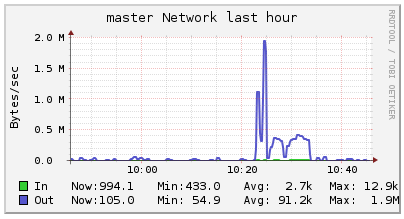 master Network last hour
RRDTOOL / TOBI OETIKER
Bytes/sec
2.0 M
1.5 M
1.0 M
0.5 M
0.0
10:00 10:20 10:40
In Now:994.1 Min:433.0 Avg: 2.7k Max: 12.9k
Out Now:105.0 Min: 54.9 Avg: 91.2k Max: 1.9M